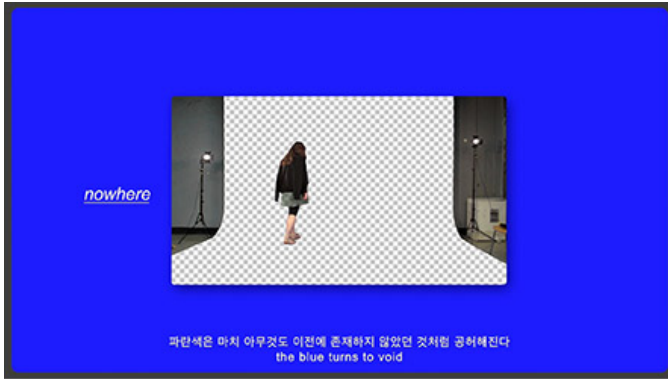 nowhere
파란색은 마치 아무것도 이전에 존재하지 않았던 것처럼 공허해진다
the blue turns to void